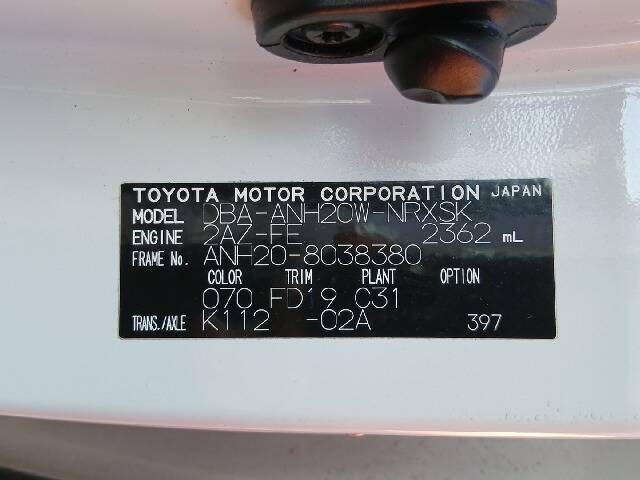 TOYOTA MOTOR CORPORATION JAPAN
MODEL DBA-ANH20W-NRXSK
ENGINE 2AZ-FE 2362 mL
FRAME No. ANH20-8038380
COLOR TRIM PLANT OPTION
070 FD19 C31
TRANS./AXLE K112 -02A 397